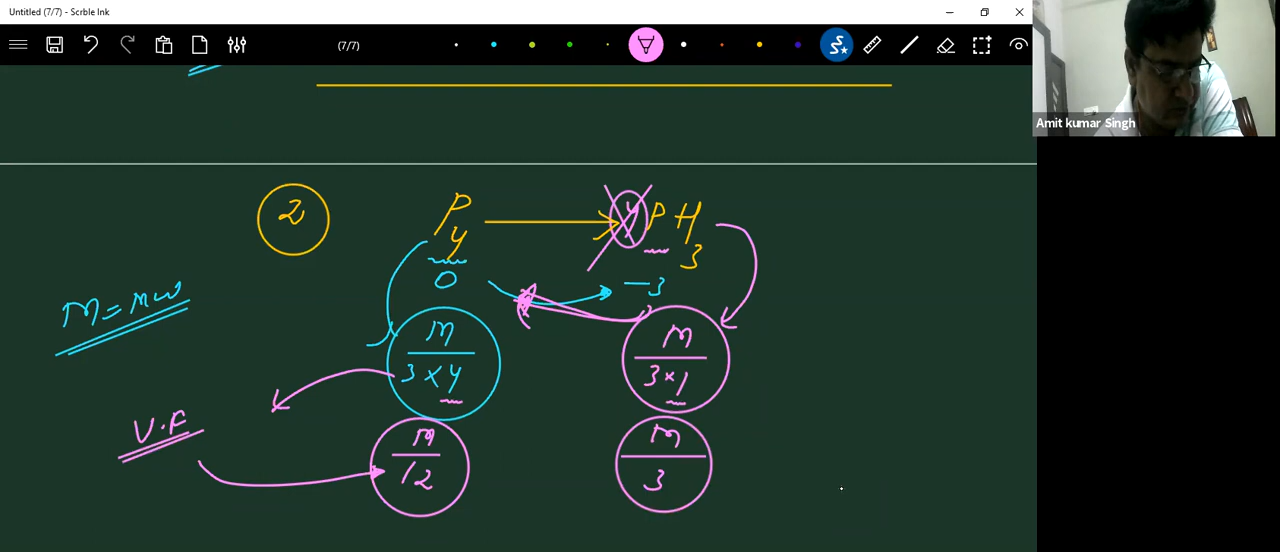 Untitled (7/7) - Scrble Ink
(7/7)
Amit kumar Singh
2
P4 → 4PH3
0 -3
M = mw
M / 3 × 4
M / 3 × 1
V.F
M / 12
M / 3